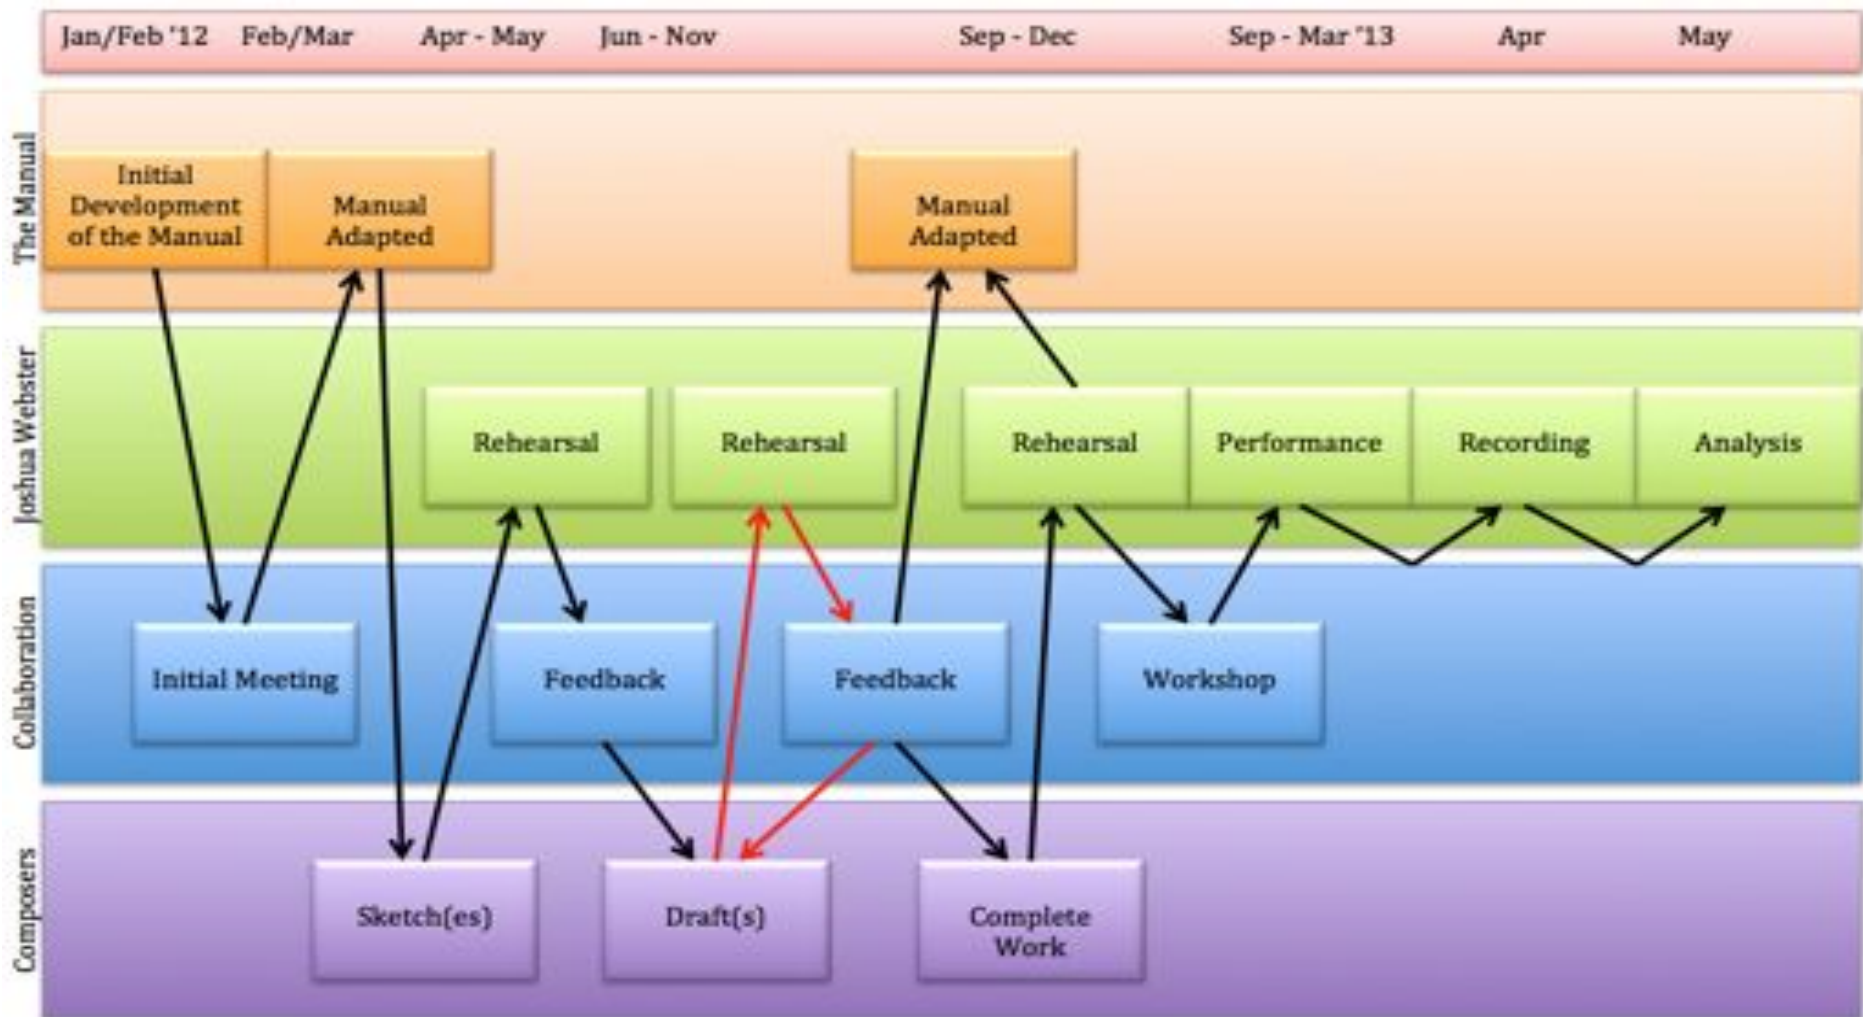 Jan/Feb '12 Feb/Mar Apr - May Jun - Nov Sep - Dec Sep - Mar '13 Apr May
The Manual
Initial
Development
of the Manual
Manual
Adapted
Manual
Adapted
Joshua Webster
Rehearsal
Rehearsal
Rehearsal
Performance
Recording
Analysis
Collaboration
Initial Meeting
Feedback
Feedback
Workshop
Composers
Sketch(es)
Draft(s)
Complete
Work